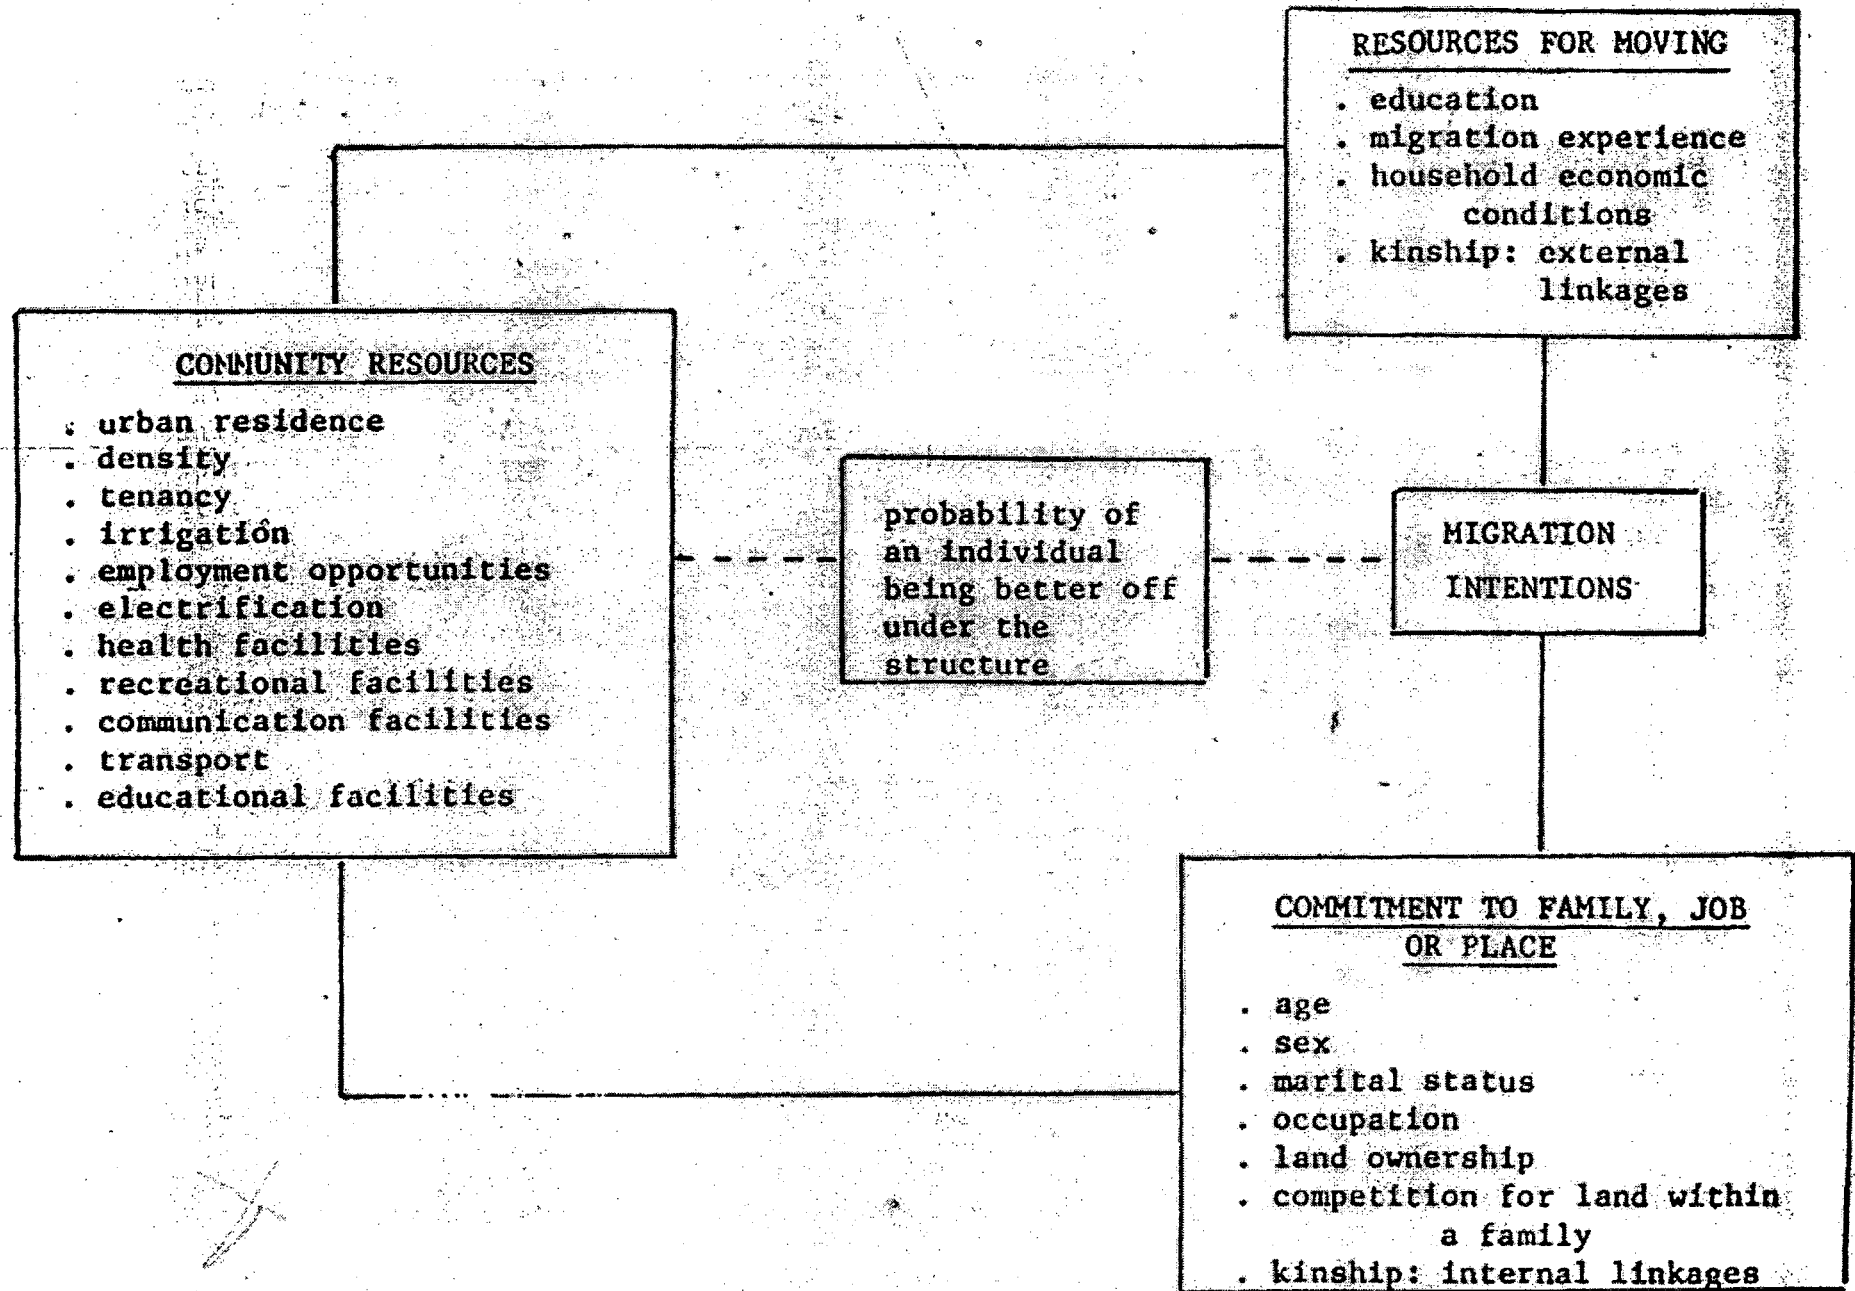 RESOURCES FOR MOVING
. education
. migration experience
. household economic
conditions
. kinship: external
linkages
COMMUNITY RESOURCES
. urban residence
. density
. tenancy
. irrigation
. employment opportunities
. electrification
. health facilities
. recreational facilities
. communication facilities
. transport
. educational facilities
probability of
an individual
being better off
under the
structure
MIGRATION
INTENTIONS
COMMITMENT TO FAMILY, JOB
OR PLACE
. age
. sex
. marital status
. occupation
. land ownership
. competition for land within
a family
. kinship: internal linkages